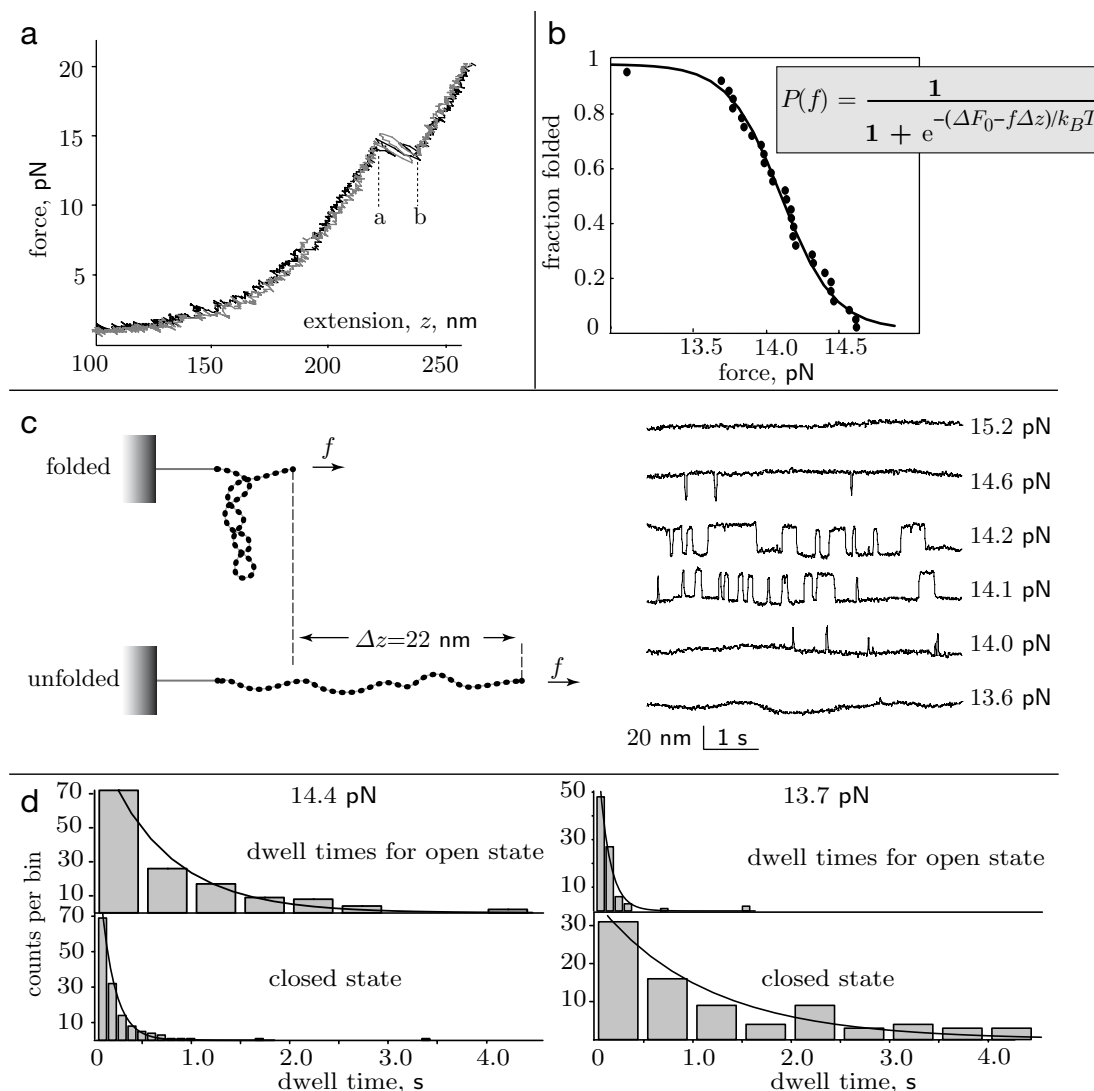 a
20
15
10
5
force, pN
a
b
extension, z, nm
100
150
200
250
b
1
0.8
0.6
0.4
0.2
0
fraction folded
P(f) = 1 / (1 + e^{-(ΔF_0-fΔz)/k_BT})
13.5
14.0
14.5
force, pN
c
folded
f
Δz=22 nm
unfolded
f
15.2 pN
14.6 pN
14.2 pN
14.1 pN
14.0 pN
13.6 pN
20 nm
1 s
d
14.4 pN
70
50
30
10
dwell times for open state
counts per bin
70
50
30
10
closed state
0
1.0
2.0
3.0
4.0
dwell time, s
13.7 pN
50
30
10
dwell times for open state
30
20
10
closed state
0
1.0
2.0
3.0
4.0
dwell time, s